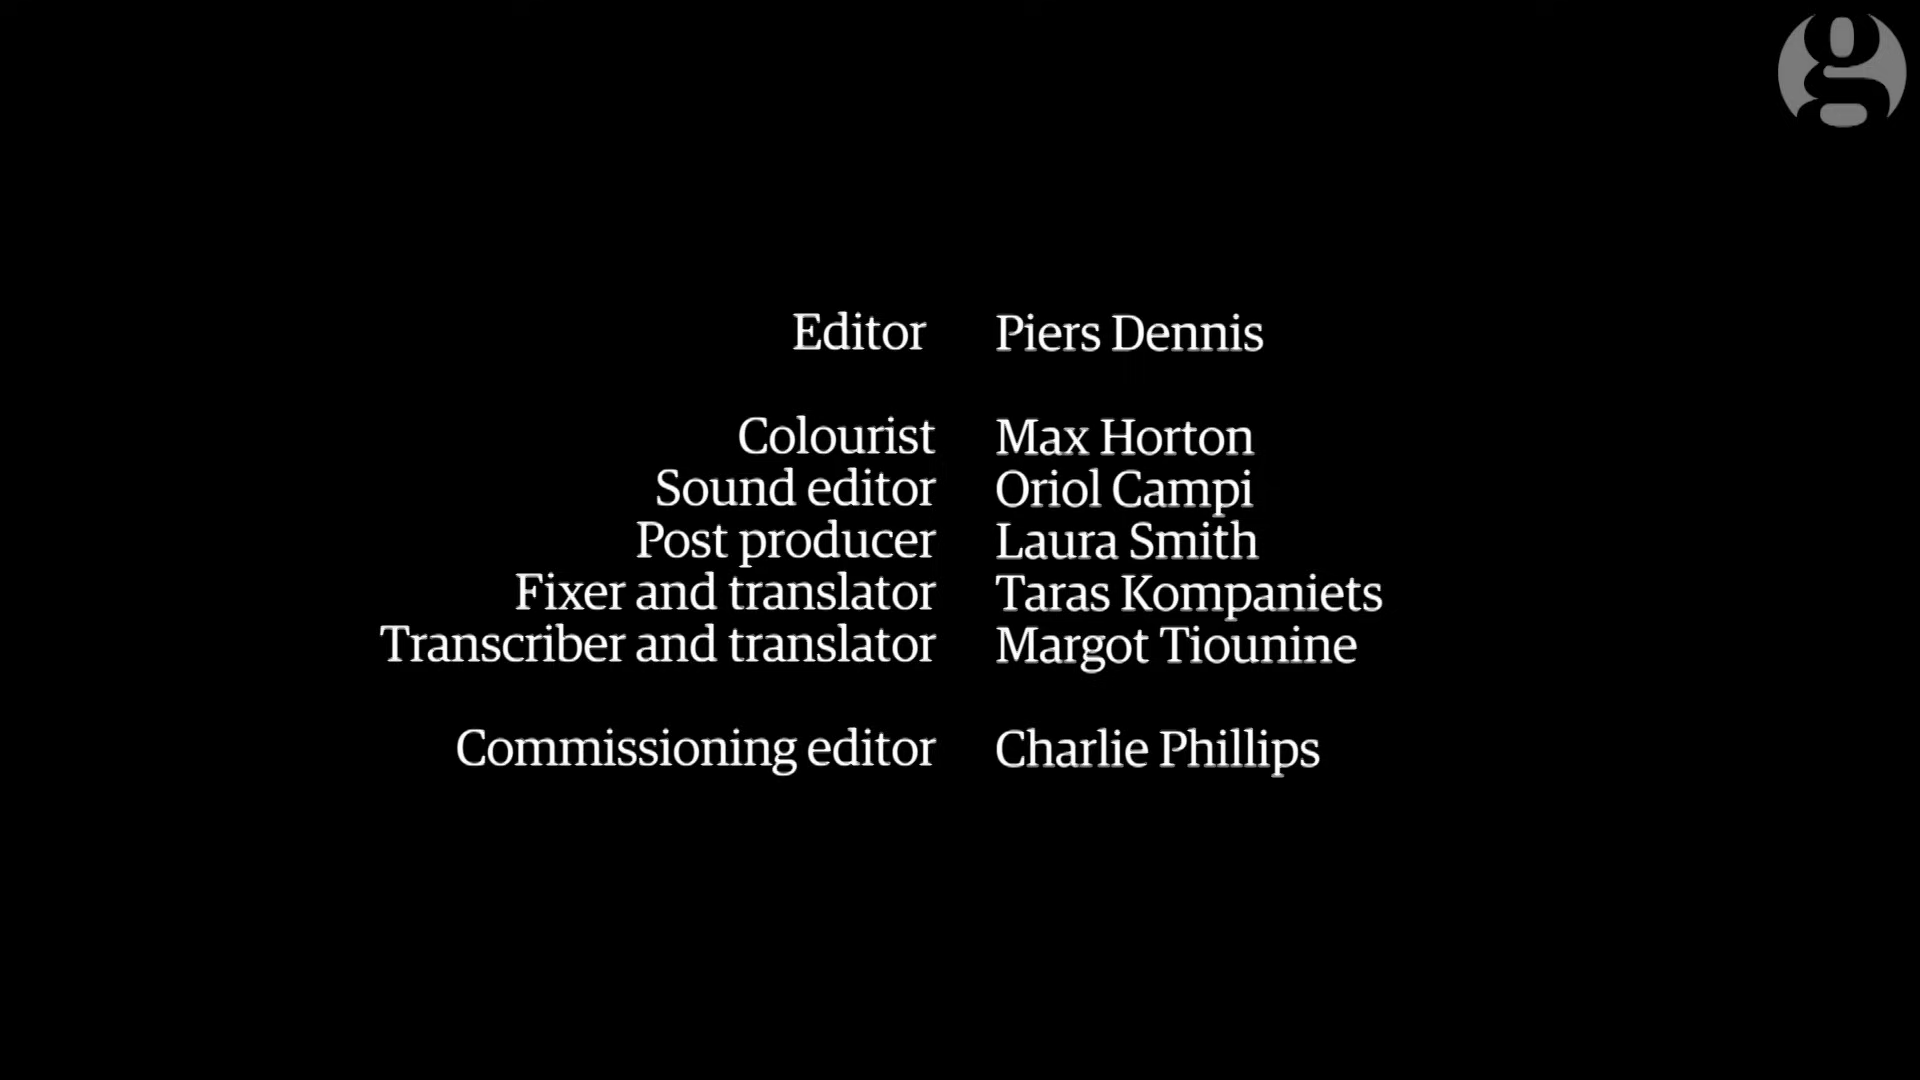 g
Editor Piers Dennis
Colourist Max Horton
Sound editor Oriol Campi
Post producer Laura Smith
Fixer and translator Taras Kompaniets
Transcriber and translator Margot Tiounine
Commissioning editor Charlie Phillips